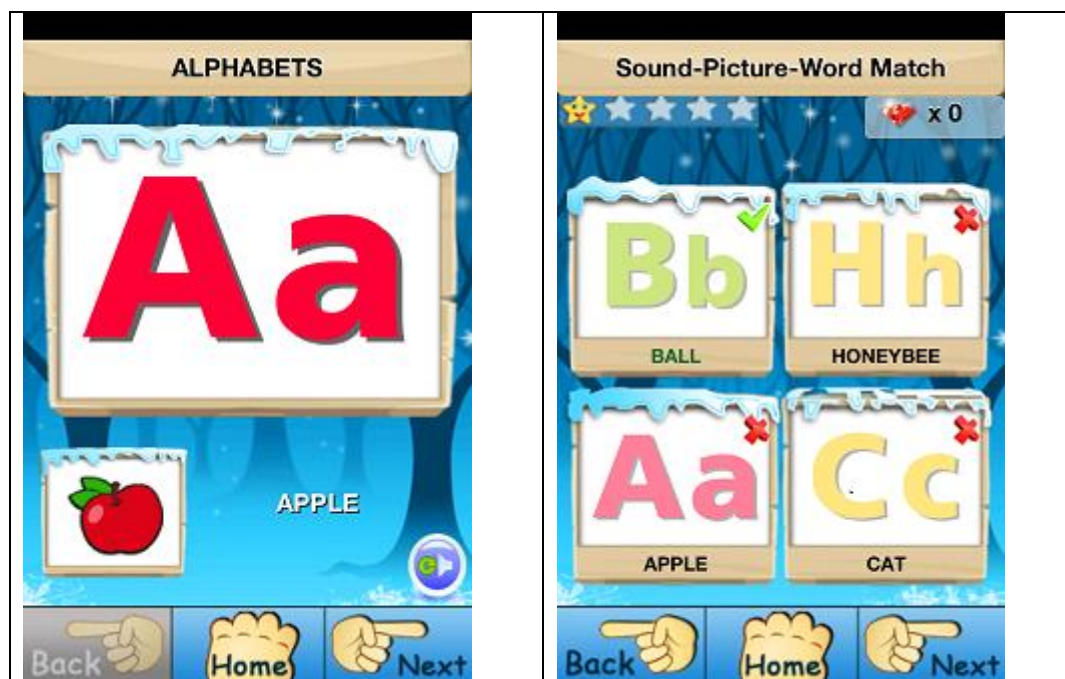 ALPHABETS
Aa
APPLE
Back Home Next
Sound-Picture-Word Match
x 0
Bb Hh
BALL HONEYBEE
Aa Cc
APPLE CAT
Back Home Next